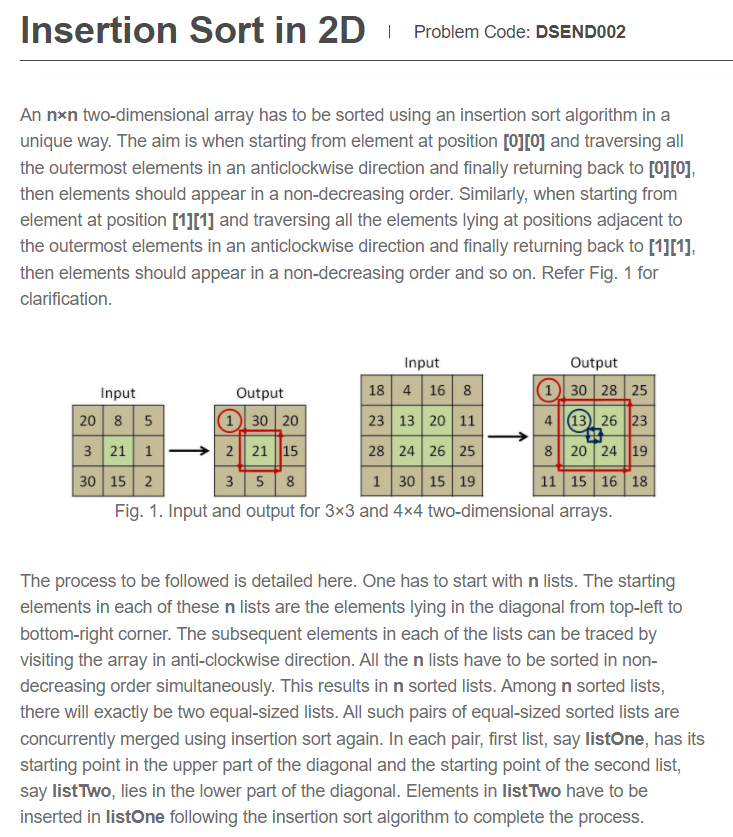 Insertion Sort in 2D | Problem Code: DSEND002
An n×n two-dimensional array has to be sorted using an insertion sort algorithm in a
unique way. The aim is when starting from element at position [0][0] and traversing all
the outermost elements in an anticlockwise direction and finally returning back to [0][0],
then elements should appear in a non-decreasing order. Similarly, when starting from
element at position [1][1] and traversing all the elements lying at positions adjacent to
the outermost elements in an anticlockwise direction and finally returning back to [1][1],
then elements should appear in a non-decreasing order and so on. Refer Fig. 1 for
clarification.
Input
20 8 5
3 21 1
30 15 2
Output
1 30 20
2 21 15
3 5 8
Input
18 4 16 8
23 13 20 11
28 24 26 25
1 30 15 19
Output
1 30 28 25
4 13 26 23
8 20 24 19
11 15 16 18
Fig. 1. Input and output for 3×3 and 4×4 two-dimensional arrays.
The process to be followed is detailed here. One has to start with n lists. The starting
elements in each of these n lists are the elements lying in the diagonal from top-left to
bottom-right corner. The subsequent elements in each of the lists can be traced by
visiting the array in anti-clockwise direction. All the n lists have to be sorted in non-
decreasing order simultaneously. This results in n sorted lists. Among n sorted lists,
there will exactly be two equal-sized lists. All such pairs of equal-sized sorted lists are
concurrently merged using insertion sort again. In each pair, first list, say listOne, has its
starting point in the upper part of the diagonal and the starting point of the second list,
say listTwo, lies in the lower part of the diagonal. Elements in listTwo have to be
inserted in listOne following the insertion sort algorithm to complete the process.